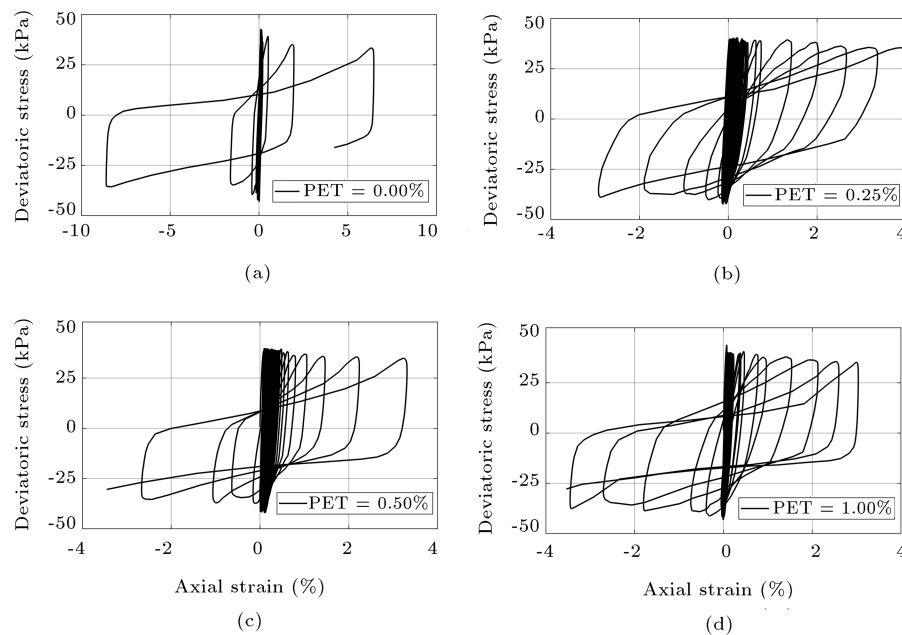 Deviatoric stress (kPa)
50
25
0
-25
-50
PET = 0.00%
-10
-5
0
5
10
(a)
Deviatoric stress (kPa)
50
25
0
-25
-50
PET = 0.25%
-4
-2
0
2
4
(b)
Deviatoric stress (kPa)
50
25
0
-25
-50
PET = 0.50%
-4
-2
0
2
4
Axial strain (%)
(c)
Deviatoric stress (kPa)
50
25
0
-25
-50
PET = 1.00%
-4
-2
0
2
4
Axial strain (%)
(d)